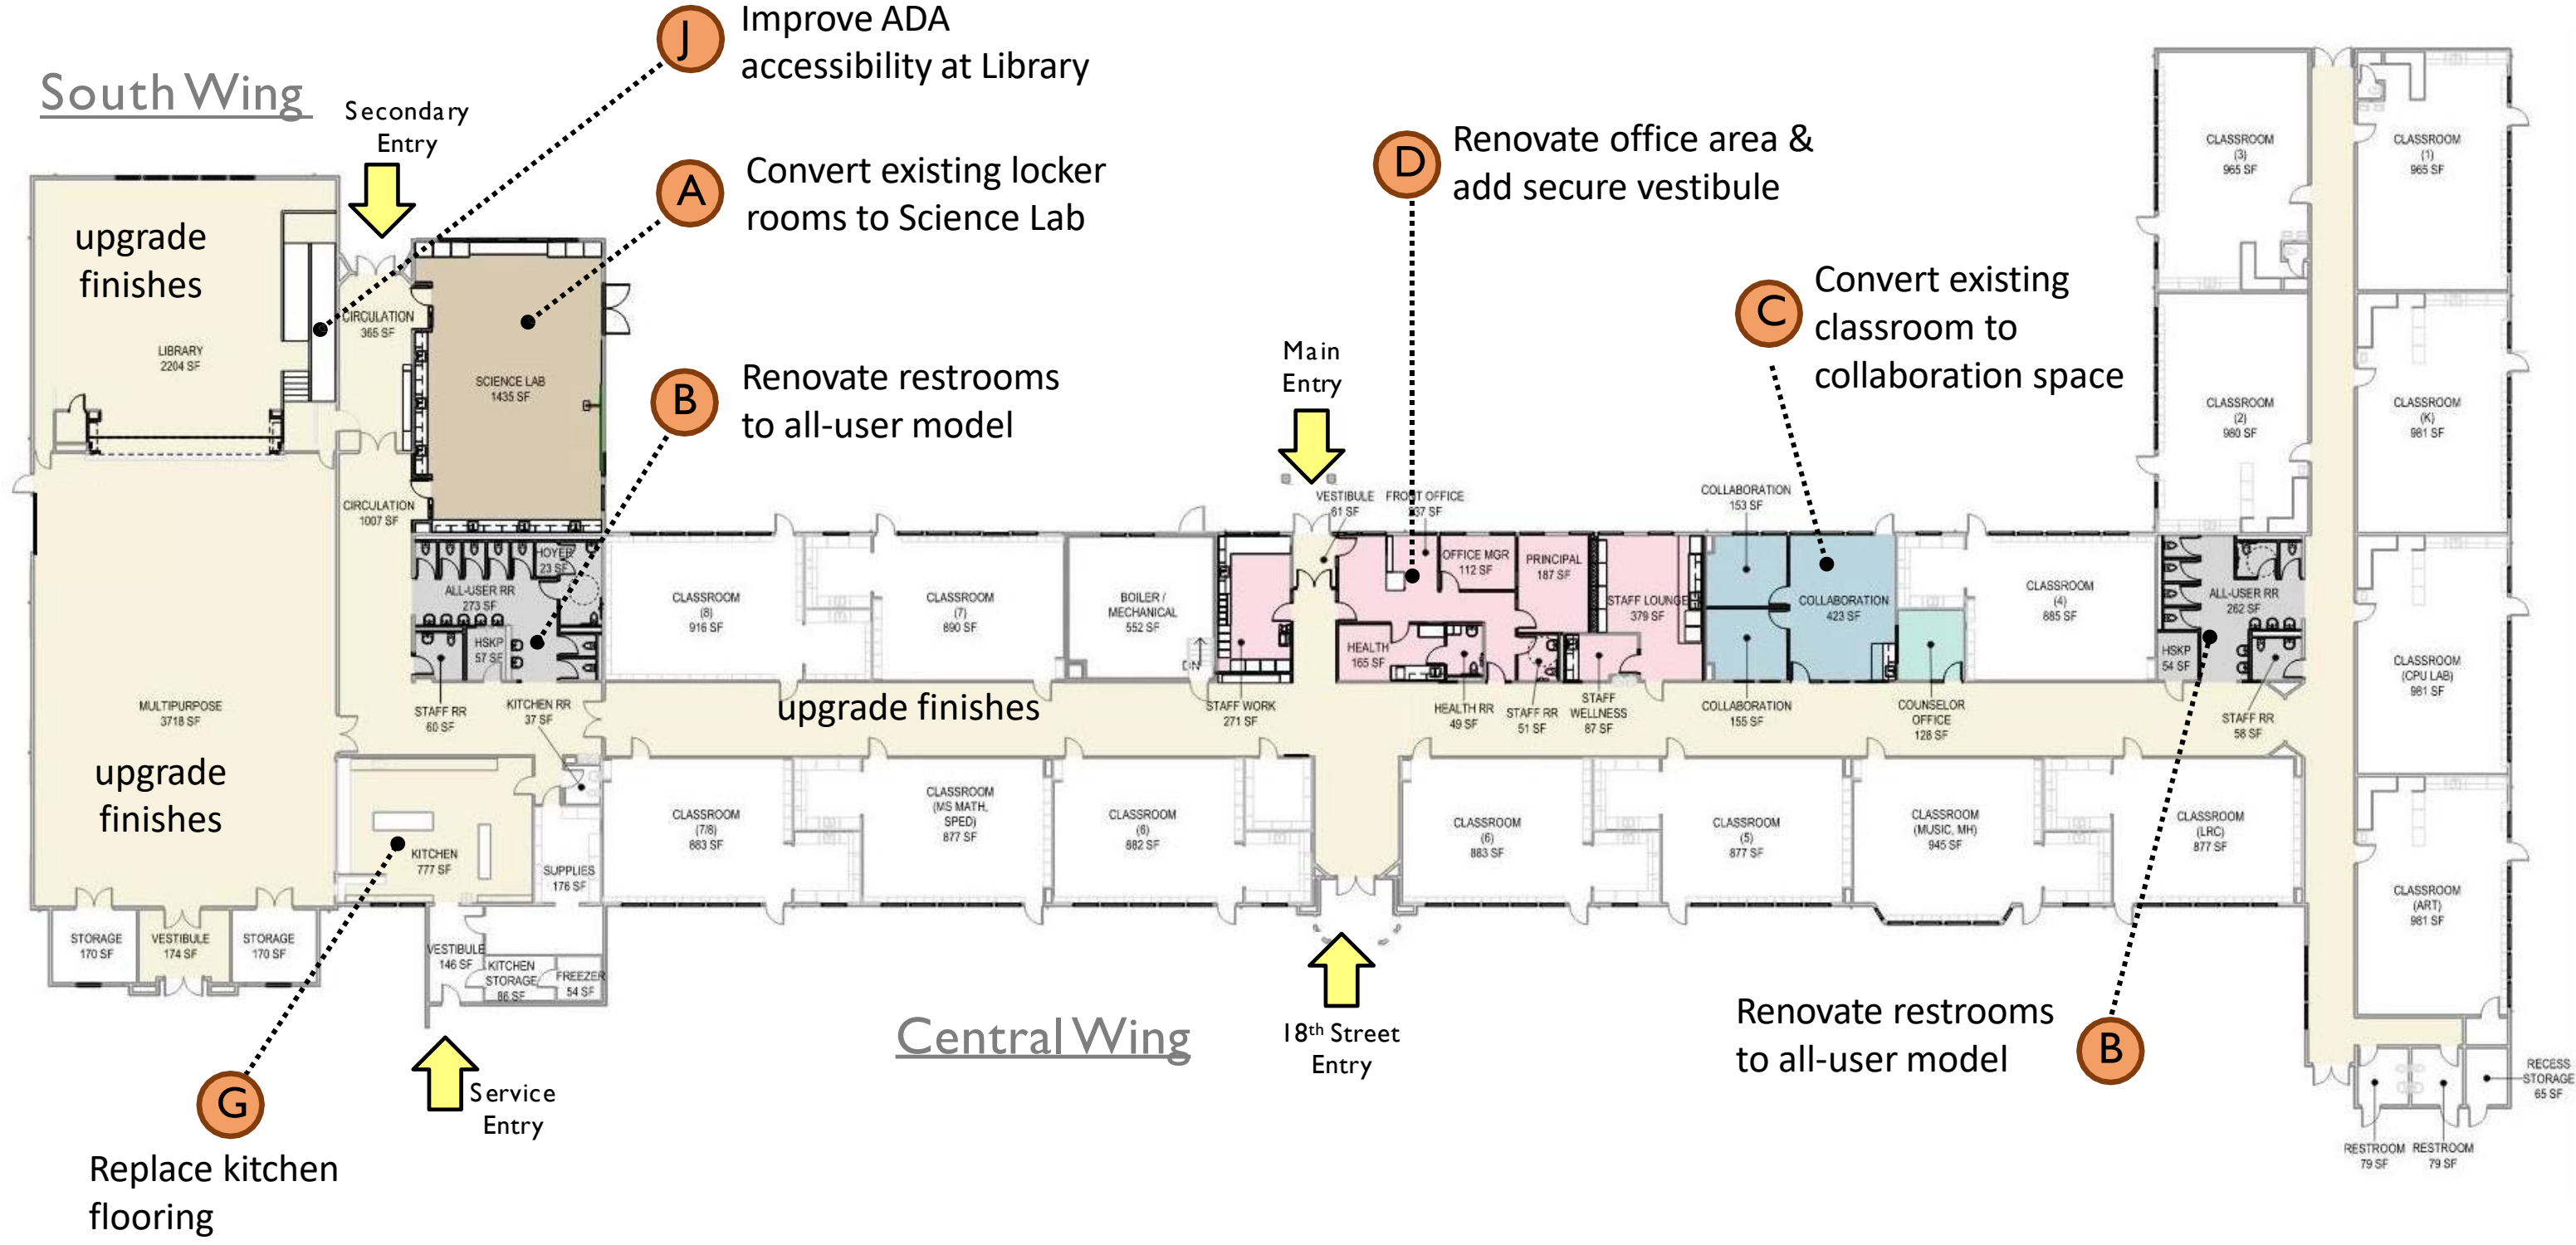 J
Improve ADA
accessibility at Library
South Wing
Secondary
Entry
A
Convert existing locker
rooms to Science Lab
D
Renovate office area &
add secure vestibule
C
Convert existing
classroom to
collaboration space
B
Renovate restrooms
to all-user model
Main
Entry
upgrade
finishes
LIBRARY
2204 SF
CIRCULATION
365 SF
SCIENCE LAB
1435 SF
CIRCULATION
1007 SF
CLASSROOM
(3)
965 SF
CLASSROOM
(1)
965 SF
CLASSROOM
(2)
980 SF
CLASSROOM
(K)
981 SF
VESTIBULE
61 SF
FRONT OFFICE
37 SF
COLLABORATION
153 SF
HOYER
23 SF
ALL-USER RR
273 SF
HSKP
57 SF
CLASSROOM
(8)
916 SF
CLASSROOM
(7)
890 SF
BOILER /
MECHANICAL
552 SF
DN
OFFICE MGR
112 SF
PRINCIPAL
187 SF
STAFF LOUNGE
379 SF
COLLABORATION
423 SF
CLASSROOM
(4)
885 SF
ALL-USER RR
262 SF
HSKP
54 SF
HEALTH
165 SF
CLASSROOM
(CPU LAB)
981 SF
MULTIPURPOSE
3718 SF
STAFF RR
60 SF
KITCHEN RR
37 SF
upgrade finishes
STAFF WORK
271 SF
HEALTH RR
49 SF
STAFF RR
51 SF
STAFF
WELLNESS
87 SF
COLLABORATION
155 SF
COUNSELOR
OFFICE
128 SF
STAFF RR
58 SF
upgrade
finishes
KITCHEN
777 SF
SUPPLIES
176 SF
CLASSROOM
(7/8)
883 SF
CLASSROOM
(MS MATH,
SPED)
877 SF
CLASSROOM
(6)
882 SF
CLASSROOM
(6)
883 SF
CLASSROOM
(5)
877 SF
CLASSROOM
(MUSIC, MH)
945 SF
CLASSROOM
(LRC)
877 SF
CLASSROOM
(ART)
981 SF
STORAGE
170 SF
VESTIBULE
174 SF
STORAGE
170 SF
VESTIBULE
146 SF
KITCHEN
STORAGE
86 SF
FREEZER
54 SF
Central Wing
18th Street
Entry
Renovate restrooms
to all-user model
B
G
Service
Entry
Replace kitchen
flooring
RECESS
STORAGE
65 SF
RESTROOM
79 SF
RESTROOM
79 SF